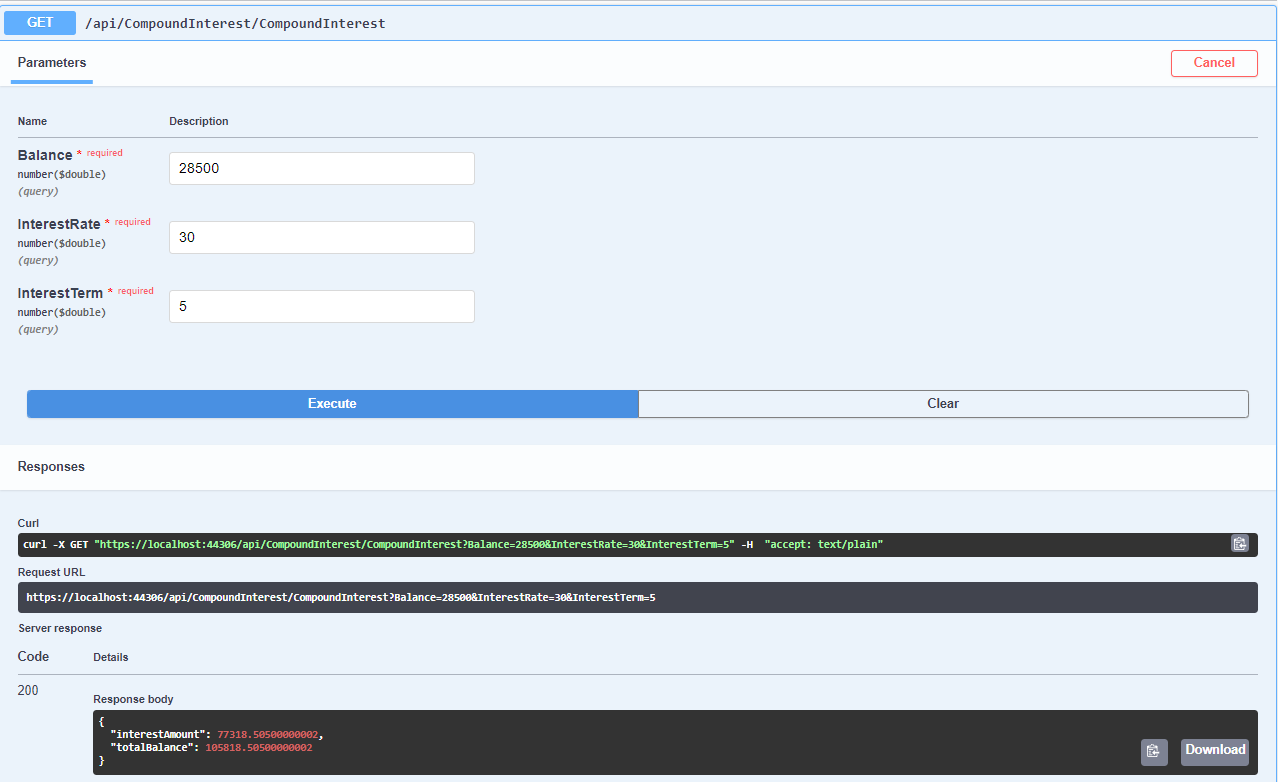 GET /api/CompoundInterest/CompoundInterest
Parameters Cancel
Name Description
Balance * required
number($double)
(query)
28500
InterestRate * required
number($double)
(query)
30
InterestTerm * required
number($double)
(query)
5
Execute Clear
Responses
Curl
curl -X GET "https://localhost:44306/api/CompoundInterest/CompoundInterest?Balance=28500&InterestRate=30&InterestTerm=5" -H  "accept: text/plain"
Request URL
https://localhost:44306/api/CompoundInterest/CompoundInterest?Balance=28500&InterestRate=30&InterestTerm=5
Server response
Code Details
200
Response body
{
  "interestAmount": 77318.50500000002,
  "totalBalance": 105818.50500000002
}
Download